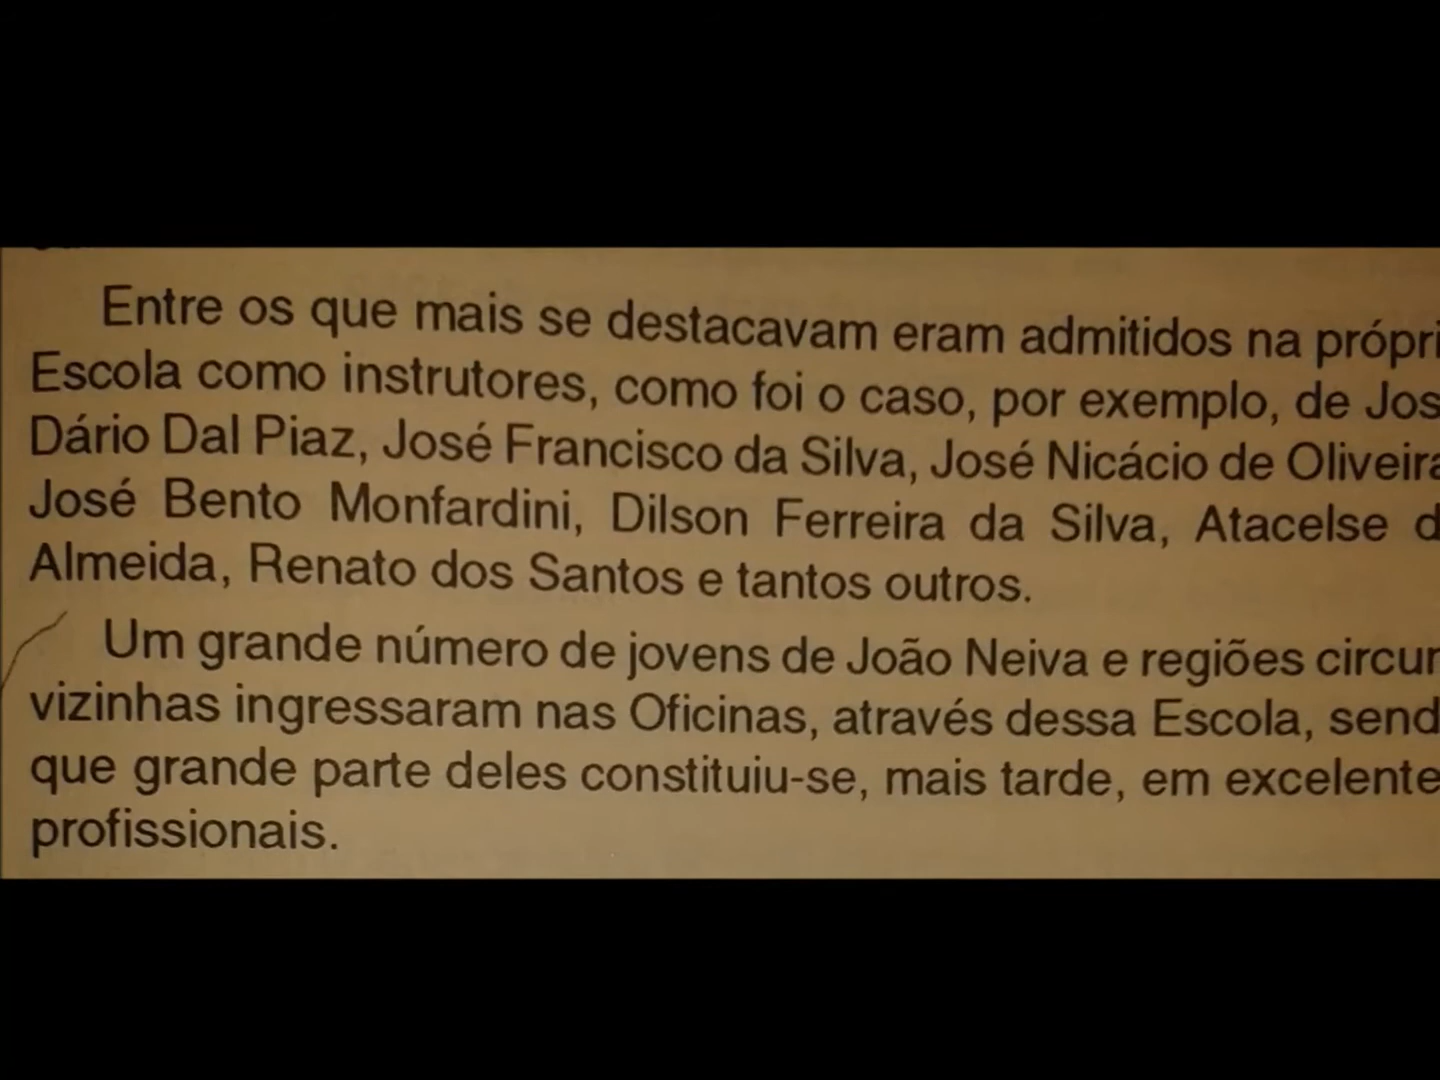 Entre os que mais se destacavam eram admitidos na própri
Escola como instrutores, como foi o caso, por exemplo, de Jos
Dário Dal Piaz, José Francisco da Silva, José Nicácio de Oliveira
José Bento Monfardini, Dilson Ferreira da Silva, Atacelse d
Almeida, Renato dos Santos e tantos outros.
Um grande número de jovens de João Neiva e regiões circun
vizinhas ingressaram nas Oficinas, através dessa Escola, send
que grande parte deles constituiu-se, mais tarde, em excelente
profissionais.